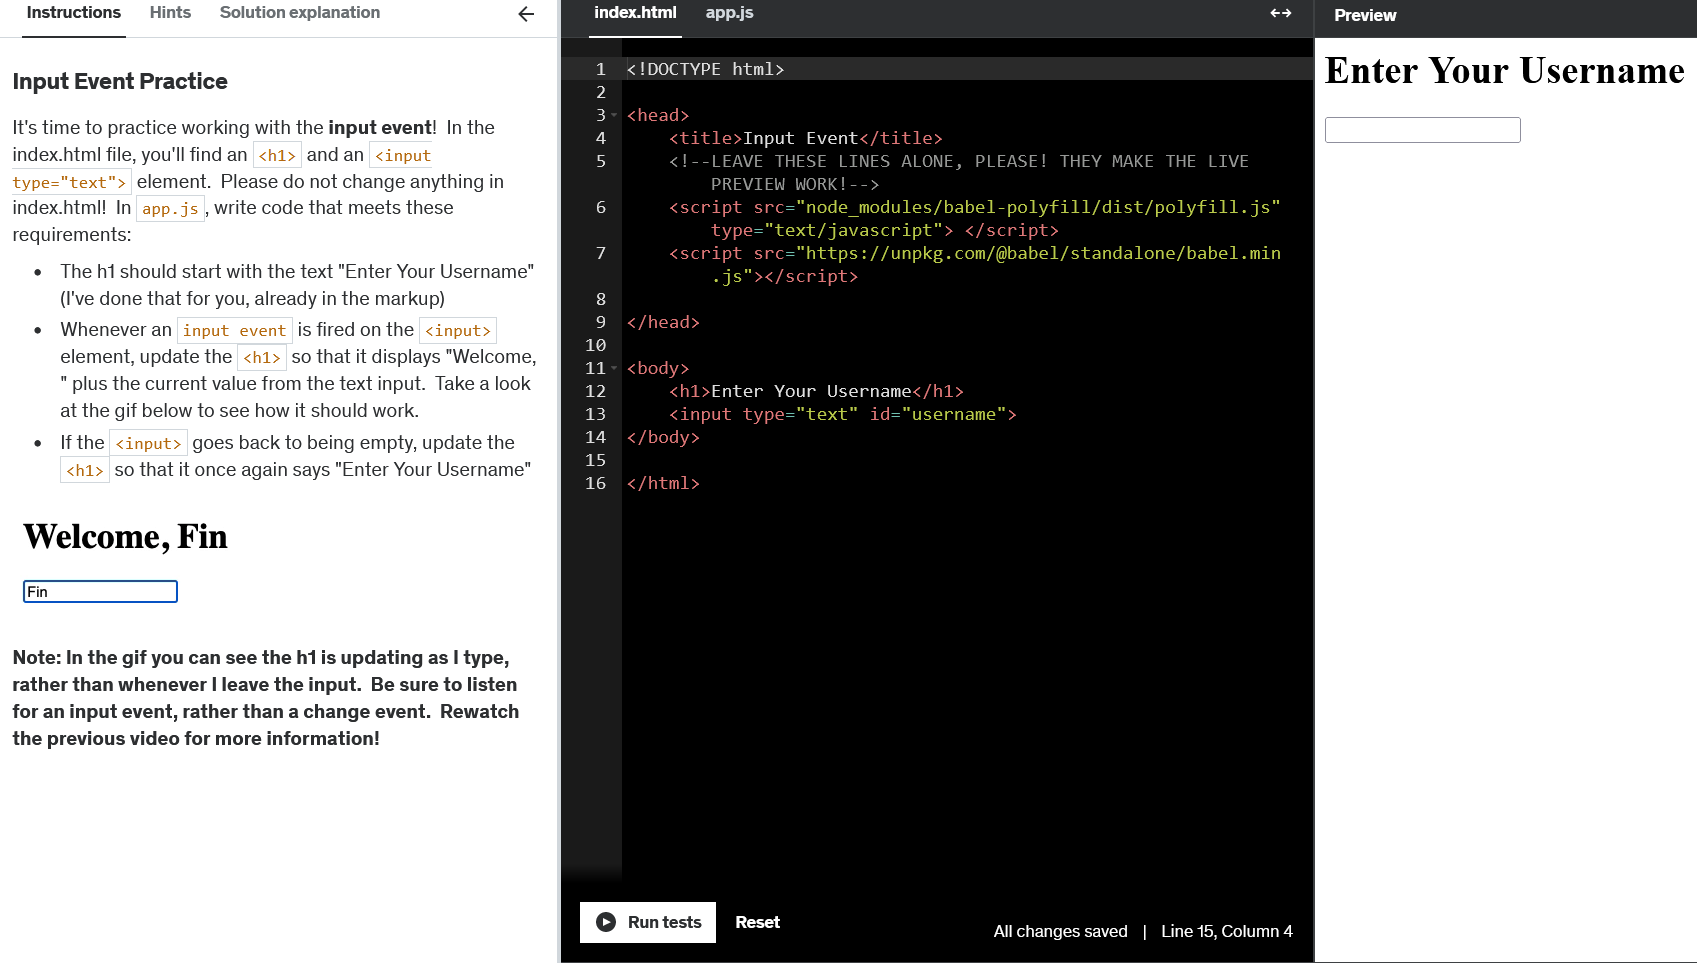 Instructions Hints Solution explanation
Input Event Practice
It's time to practice working with the input event! In the
index.html file, you'll find an <h1> and an <input
type="text"> element. Please do not change anything in
index.html! In app.js, write code that meets these
requirements:
• The h1 should start with the text "Enter Your Username"
(I've done that for you, already in the markup)
• Whenever an input event is fired on the <input>
element, update the <h1> so that it displays "Welcome,
" plus the current value from the text input. Take a look
at the gif below to see how it should work.
• If the <input> goes back to being empty, update the
<h1> so that it once again says "Enter Your Username"
Welcome, Fin
Fin
Note: In the gif you can see the h1 is updating as I type,
rather than whenever I leave the input. Be sure to listen
for an input event, rather than a change event. Rewatch
the previous video for more information!
index.html app.js
1 <!DOCTYPE html>
2
3 <head>
4 <title>Input Event</title>
5 <!--LEAVE THESE LINES ALONE, PLEASE! THEY MAKE THE LIVE
PREVIEW WORK!-->
6 <script src="node_modules/babel-polyfill/dist/polyfill.js"
type="text/javascript"> </script>
7 <script src="https://unpkg.com/@babel/standalone/babel.min
.js"></script>
8
9 </head>
10
11 <body>
12 <h1>Enter Your Username</h1>
13 <input type="text" id="username">
14 </body>
15
16 </html>
Run tests Reset
All changes saved | Line 15, Column 4
Preview
Enter Your Username